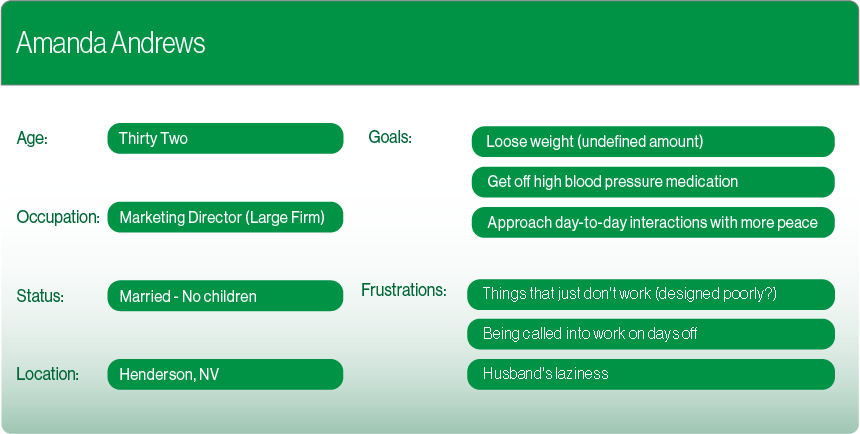 Amanda Andrews
Age:
Thirty Two
Occupation:
Marketing Director (Large Firm)
Status:
Married - No children
Location:
Henderson, NV
Goals:
Loose weight (undefined amount)
Get off high blood pressure medication
Approach day-to-day interactions with more peace
Frustrations:
Things that just don't work (designed poorly?)
Being called into work on days off
Husband's laziness